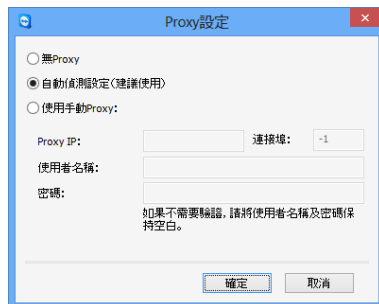 Proxy設定
無Proxy
自動偵測設定(建議使用)
使用手動Proxy:
Proxy IP: 連接埠: -1
使用者名稱:
密碼:
如果不需要驗證, 請將使用者名稱及密碼保
持空白。
確定 取消